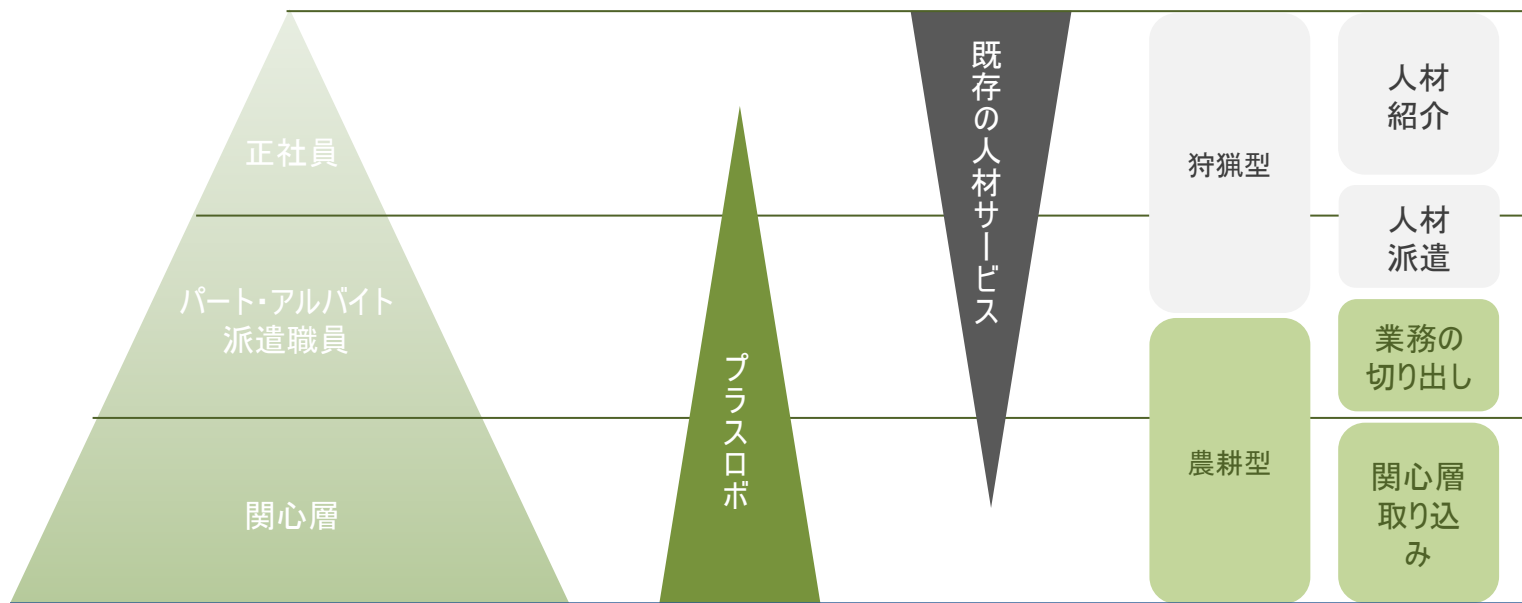 正社員
パート・アルバイト
派遣職員
関心層
プラスロボ
既存の人材サービス
狩猟型
農耕型
人材
紹介
人材
派遣
業務の
切り出し
関心層
取り込
み